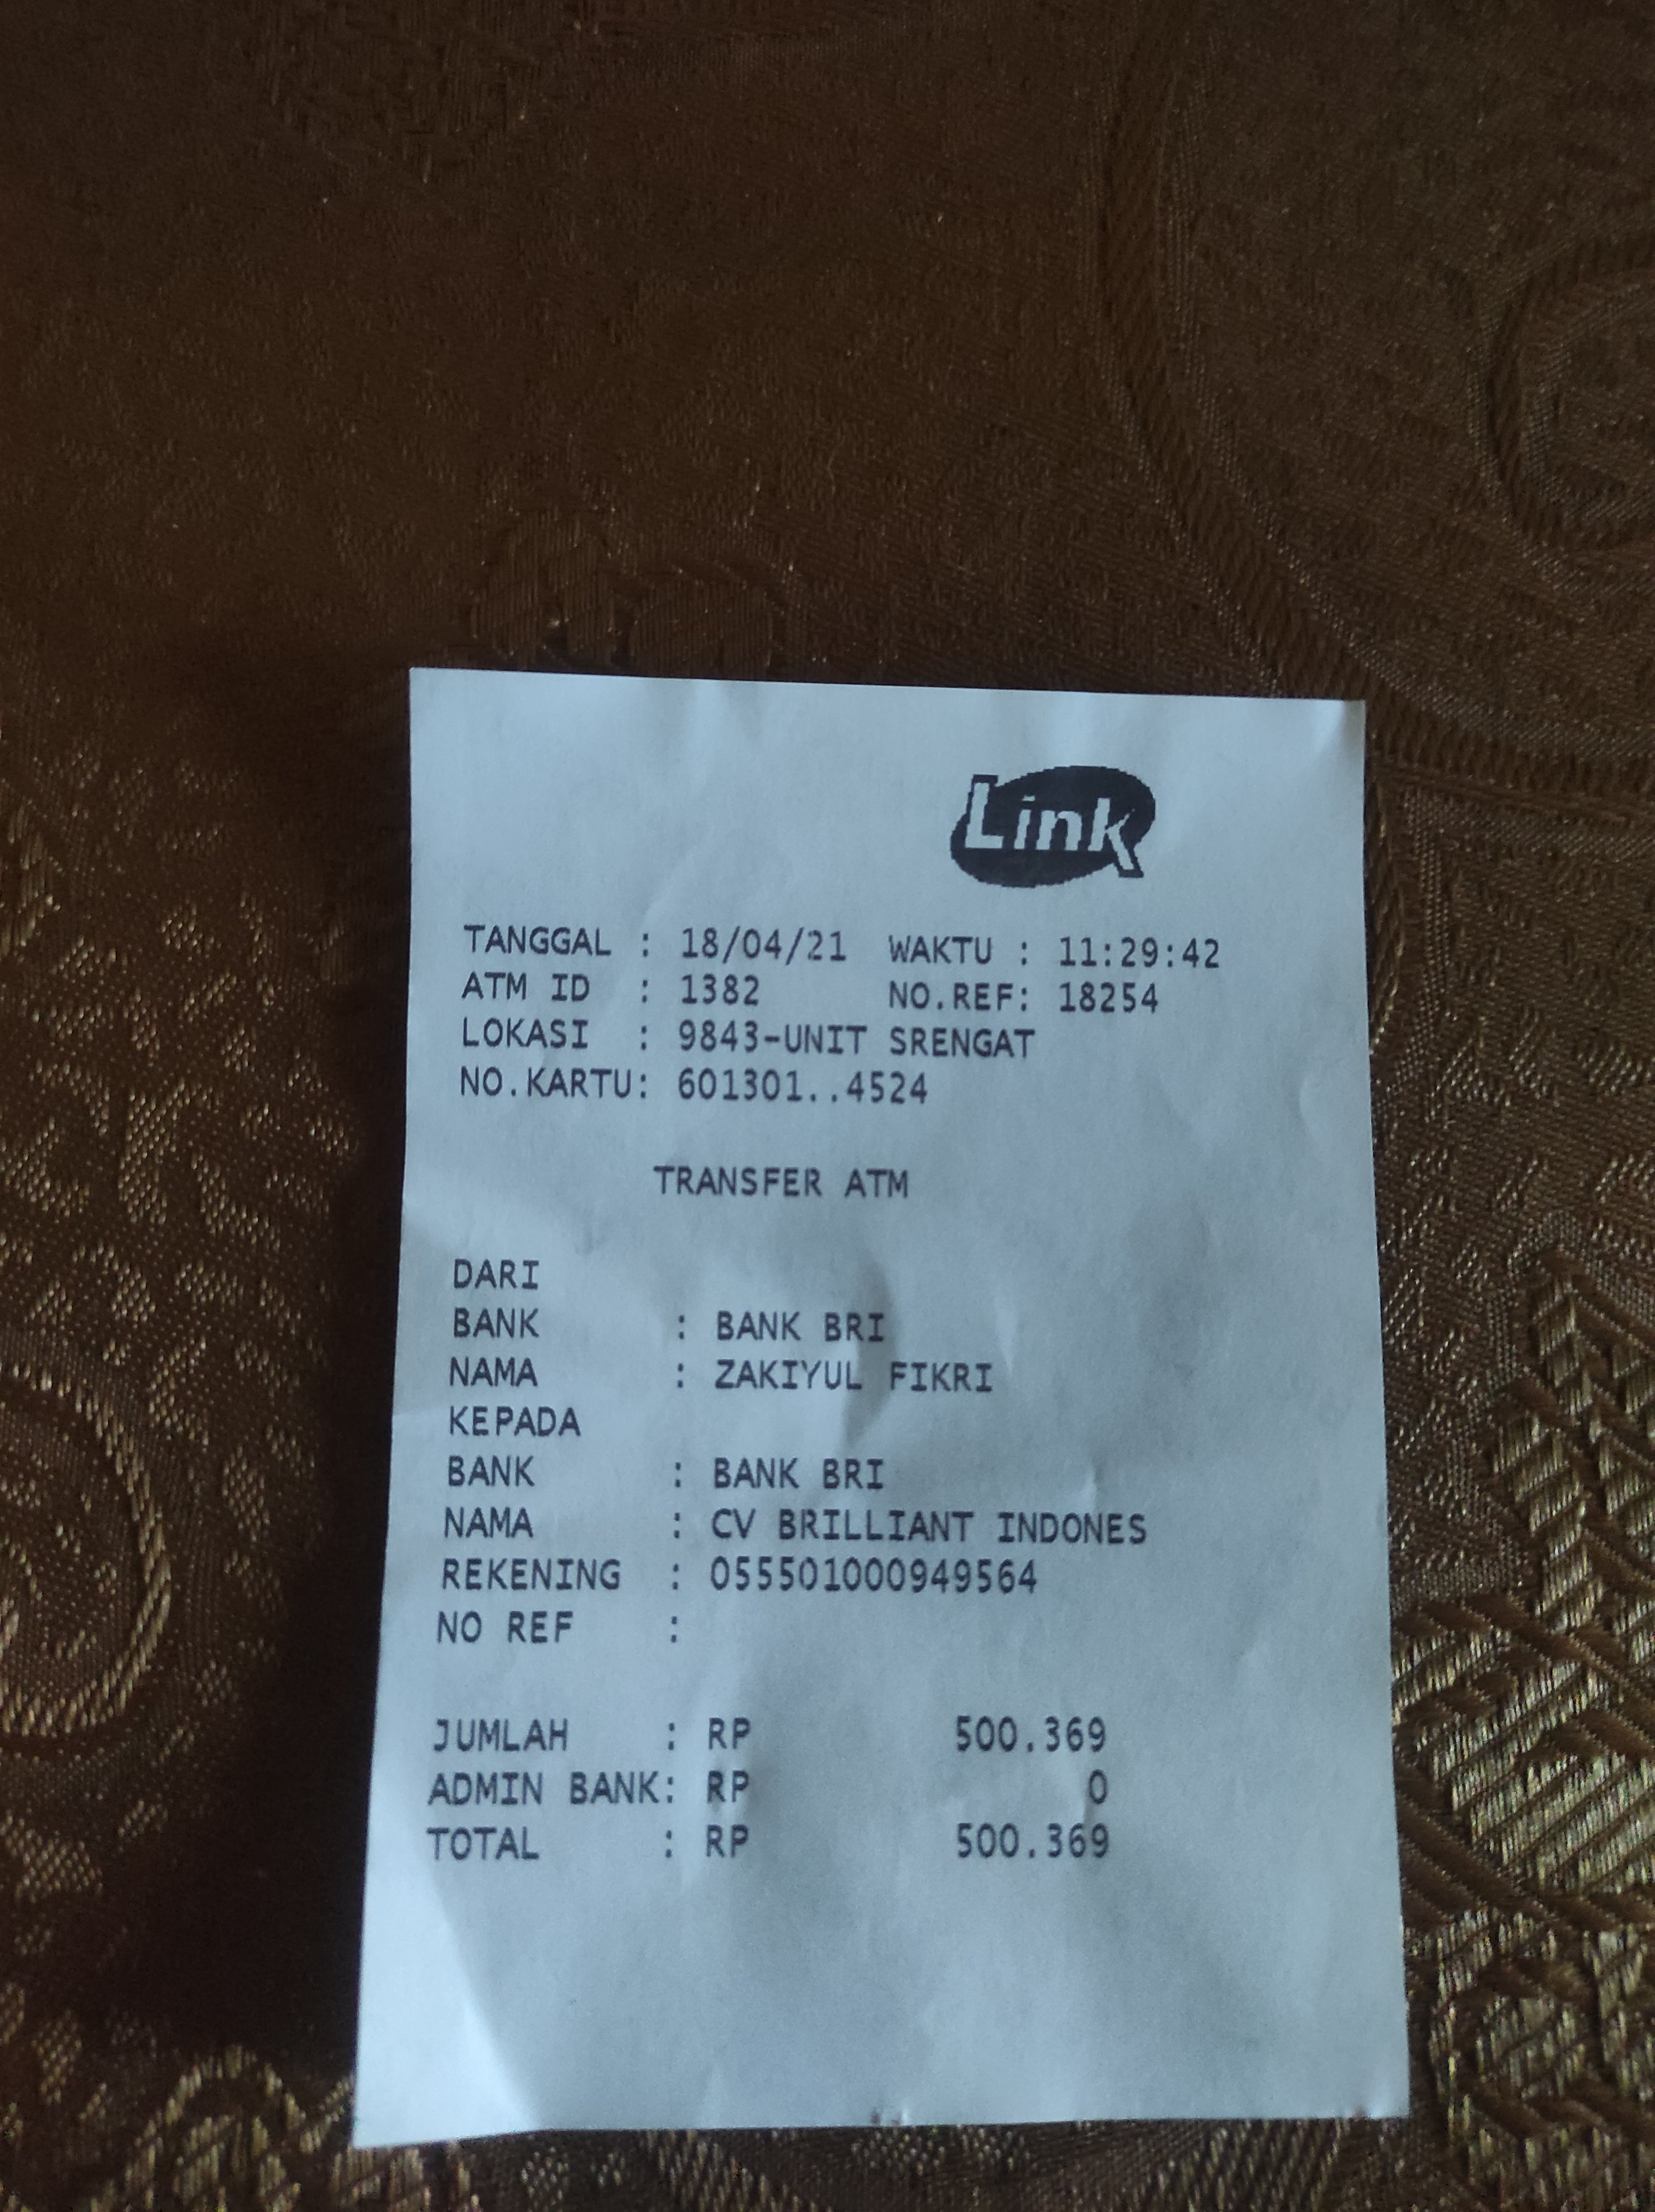 Link
TANGGAL : 18/04/21 WAKTU : 11:29:42
ATM ID : 1382 NO.REF: 18254
LOKASI : 9843-UNIT SRENGAT
NO.KARTU: 601301..4524
TRANSFER ATM
DARI
BANK : BANK BRI
NAMA : ZAKIYUL FIKRI
KEPADA
BANK : BANK BRI
NAMA : CV BRILLIANT INDONES
REKENING : 055501000949564
NO REF :
JUMLAH : RP 500.369
ADMIN BANK: RP 0
TOTAL : RP 500.369